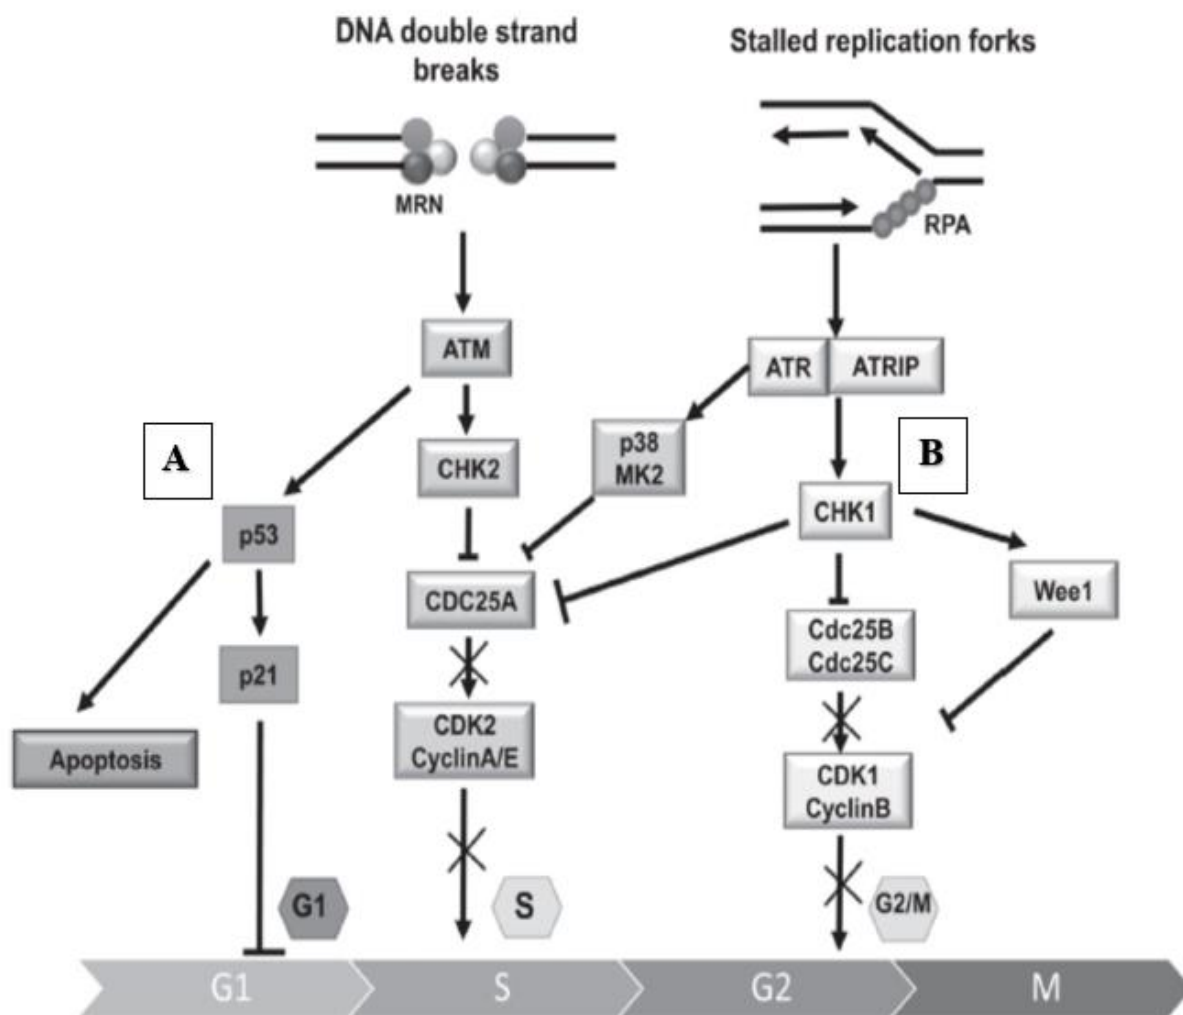 DNA double strand
breaks
Stalled replication forks
MRN
RPA
ATM
ATR
ATRIP
A
CHK2
p38
MK2
B
CHK1
p53
CDC25A
Wee1
Cdc25B
Cdc25C
p21
CDK2
CyclinA/E
Apoptosis
CDK1
CyclinB
G1
S
G2/M
G1
S
G2
M